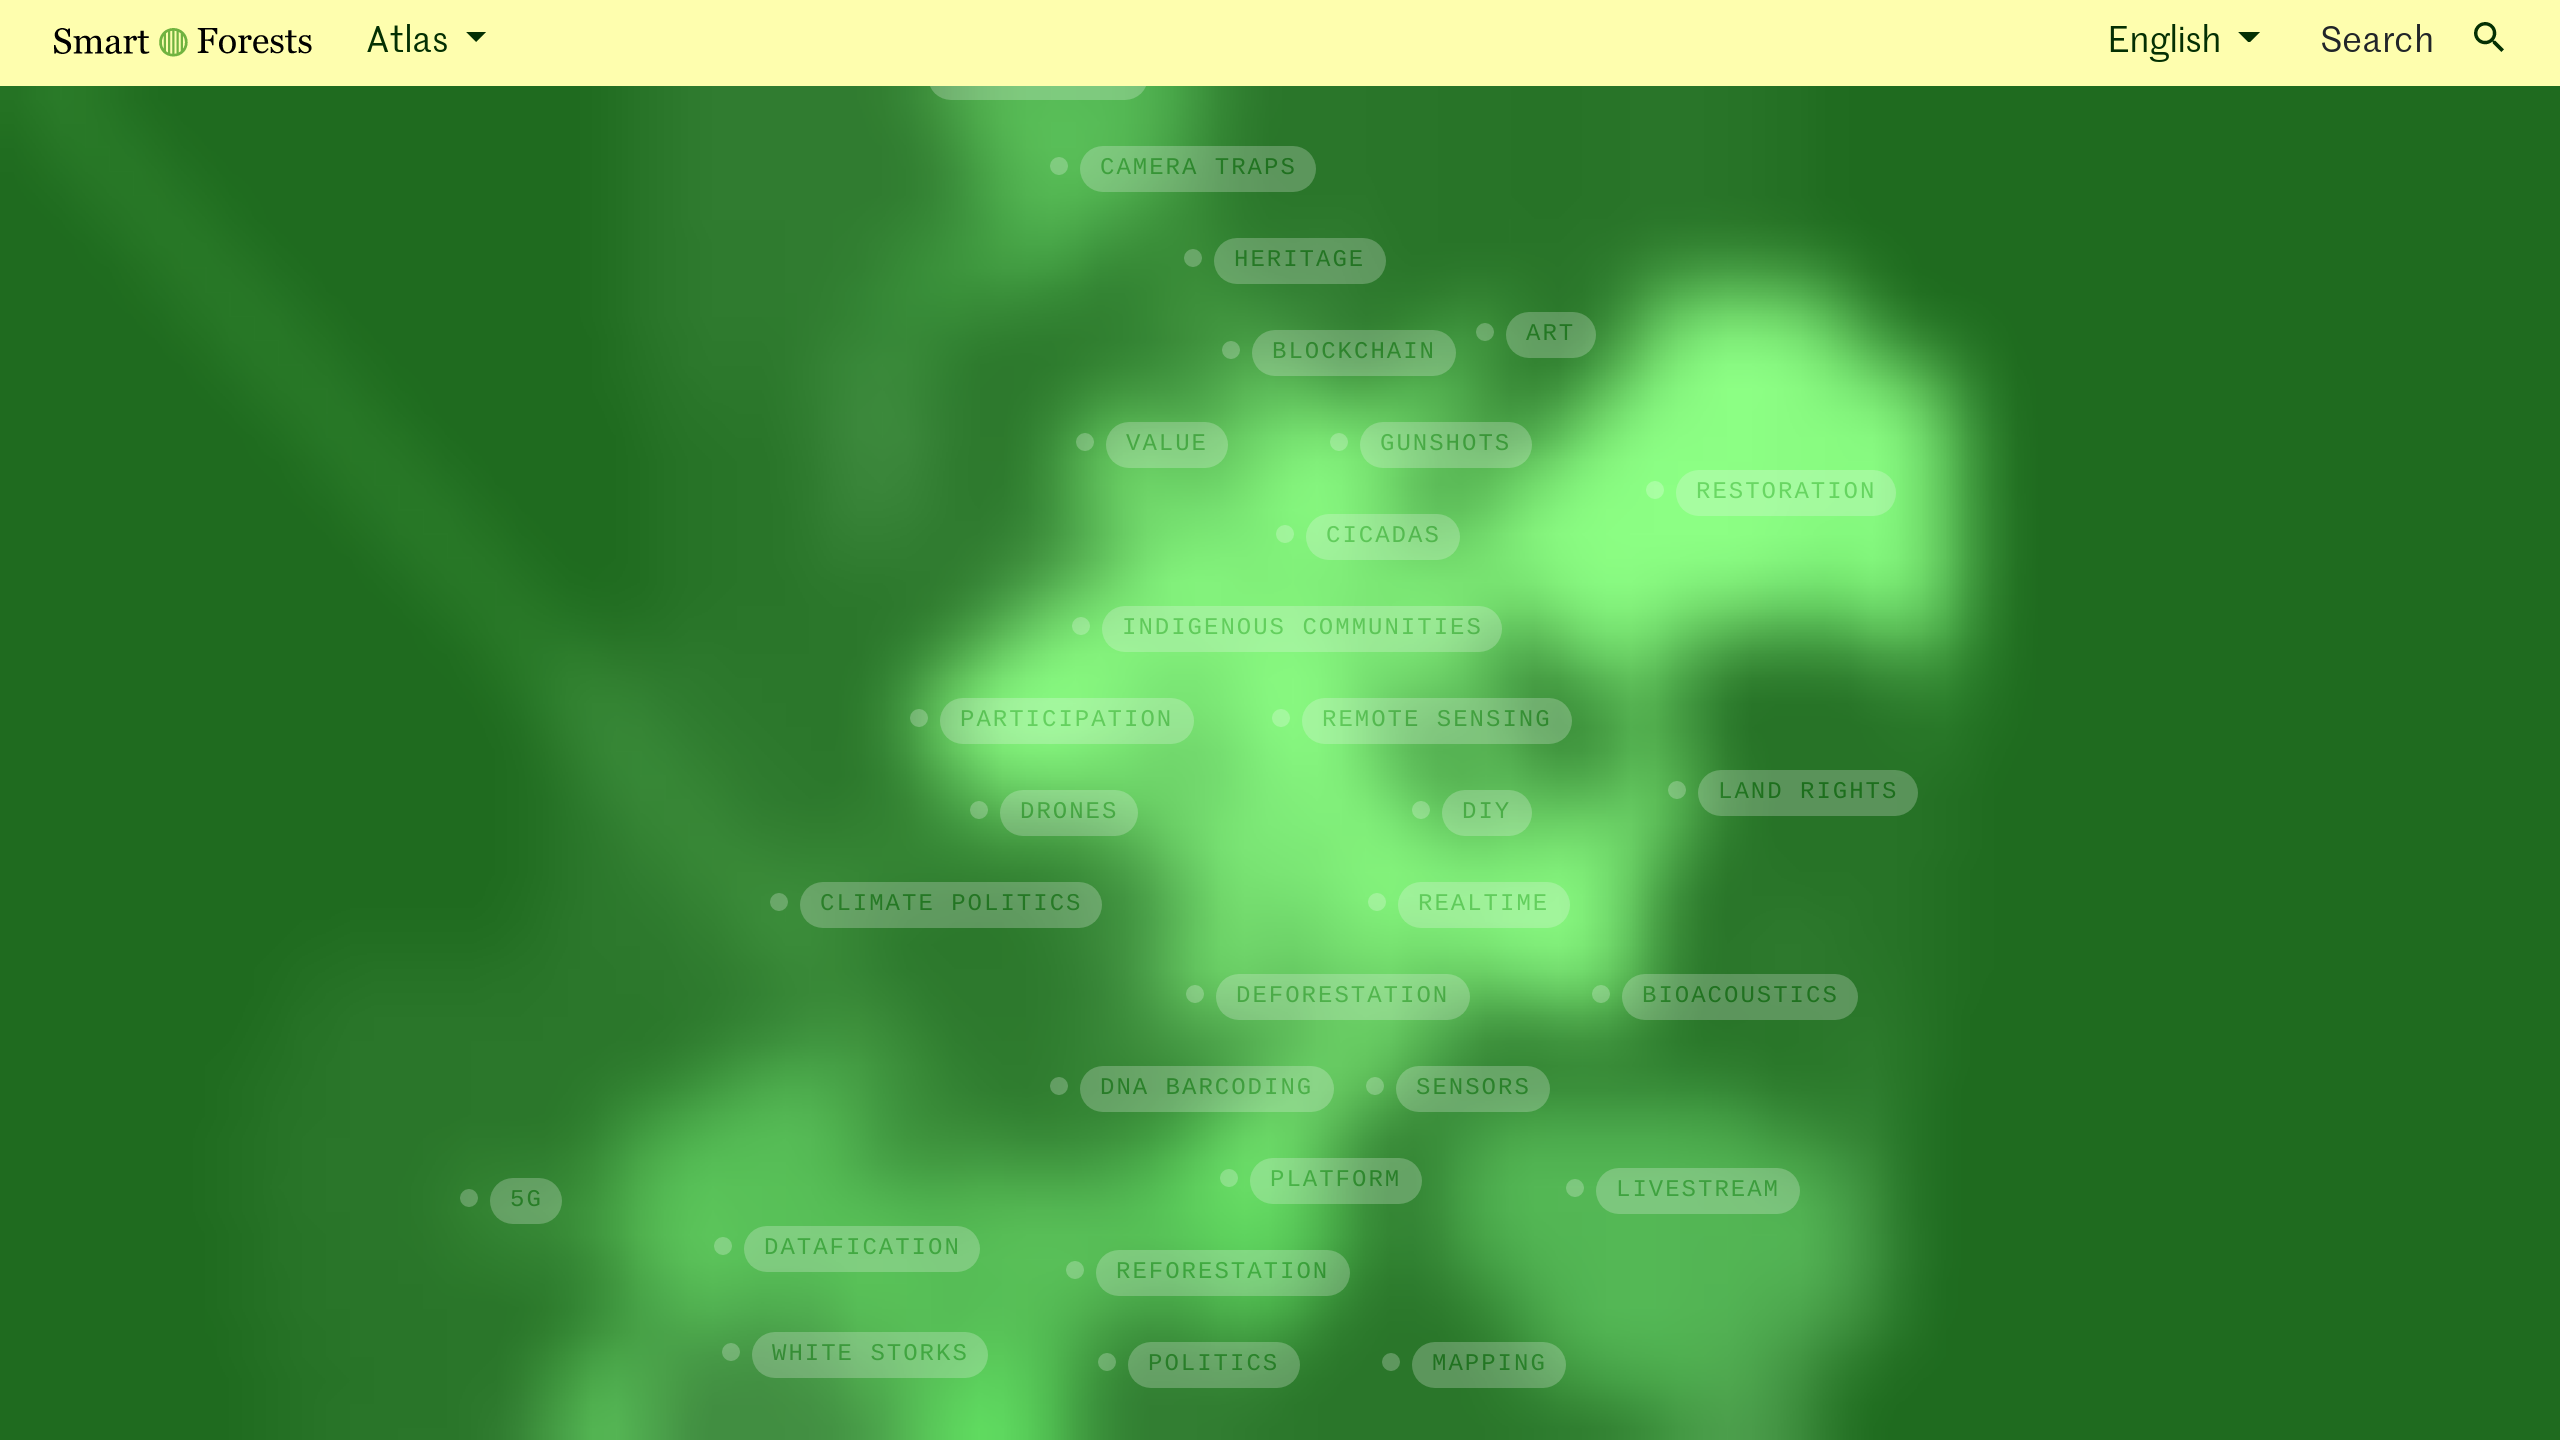 Smart Forests
Atlas
English
Search
CAMERA TRAPS
HERITAGE
ART
BLOCKCHAIN
VALUE
GUNSHOTS
RESTORATION
CICADAS
INDIGENOUS COMMUNITIES
PARTICIPATION
REMOTE SENSING
LAND RIGHTS
DRONES
DIY
CLIMATE POLITICS
REALTIME
DEFORESTATION
BIOACOUSTICS
DNA BARCODING
SENSORS
PLATFORM
LIVESTREAM
5G
DATAFICATION
REFORESTATION
WHITE STORKS
POLITICS
MAPPING